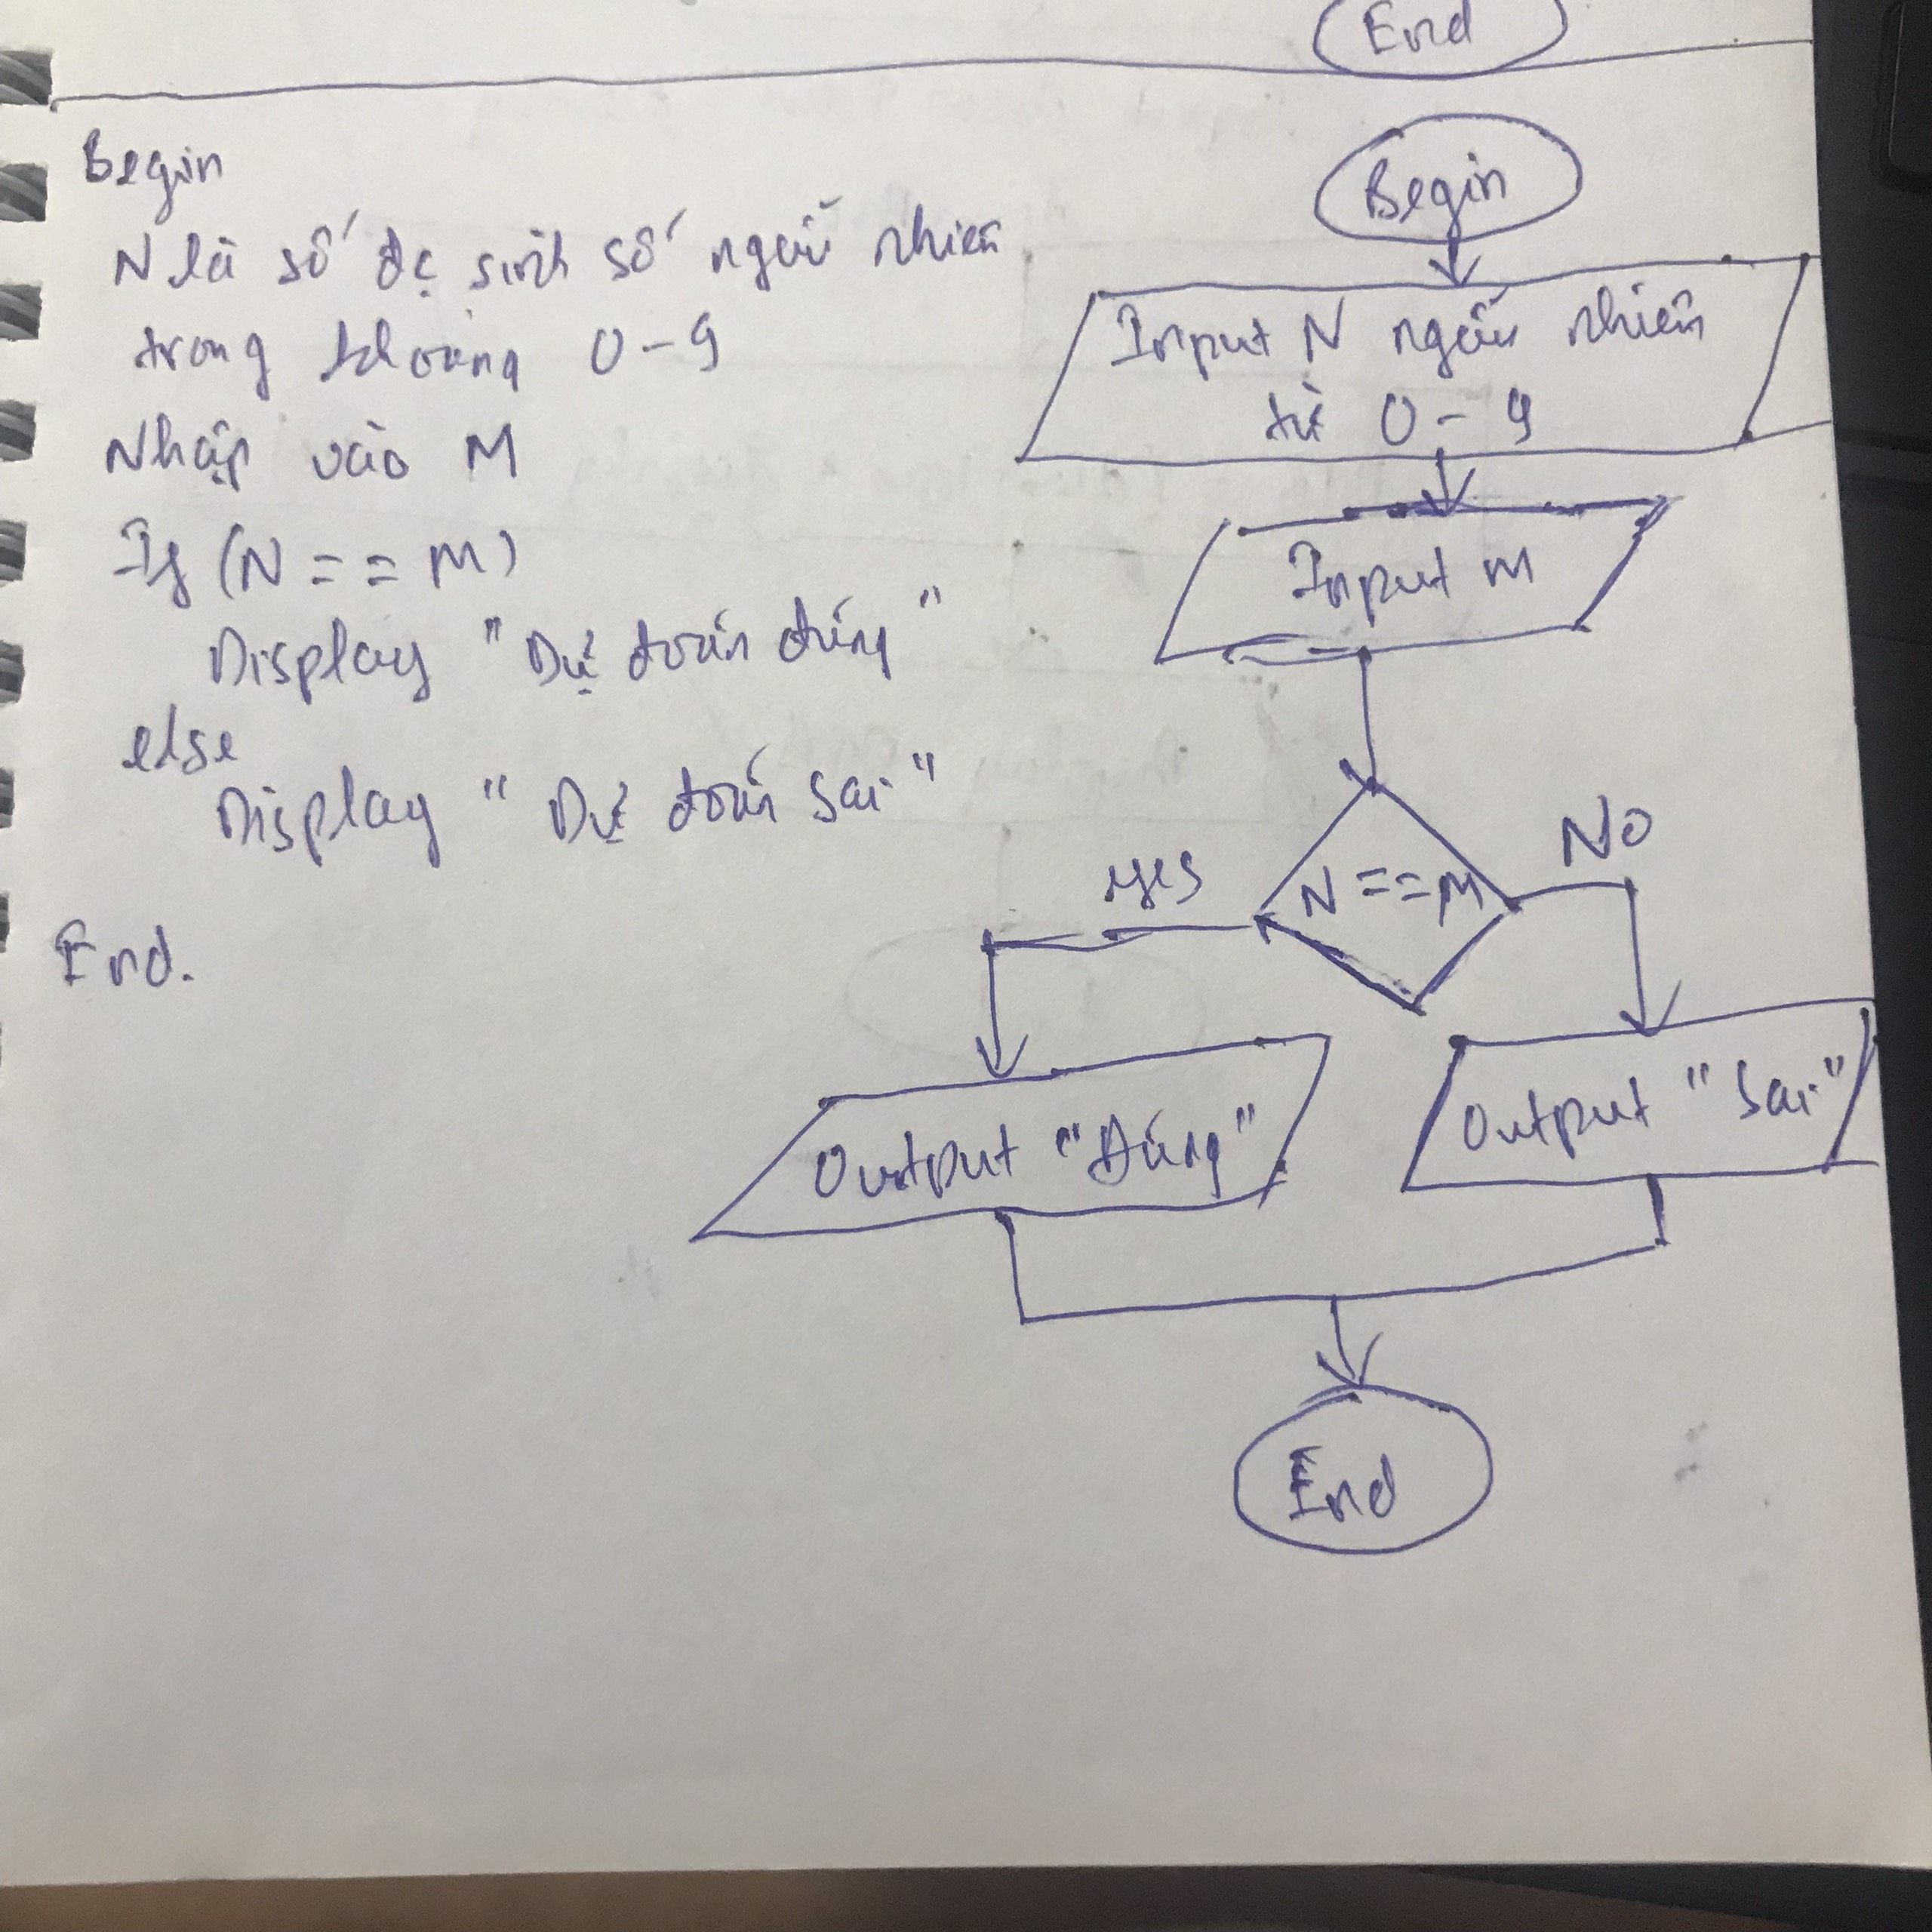 End
Begin
N là số đc sinh số ngẫu nhiên
trong khoảng 0-9
Nhập vào M
If (N == M)
Display "Dự đoán đúng"
else
Display "Dự đoán sai"
End.
Begin
Input N ngẫu nhiên
từ 0-9
Input M
N == M
yes
NO
Output "Đúng"
Output "Sai"
End